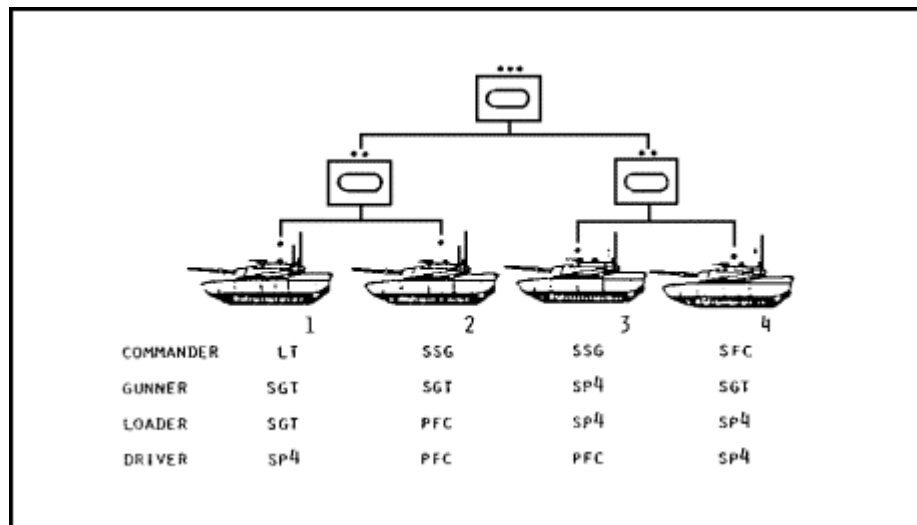 1 2 3 4
COMMANDER LT SSG SSG SFC
GUNNER SGT SGT SP4 SGT
LOADER SGT PFC SP4 SP4
DRIVER SP4 PFC PFC SP4